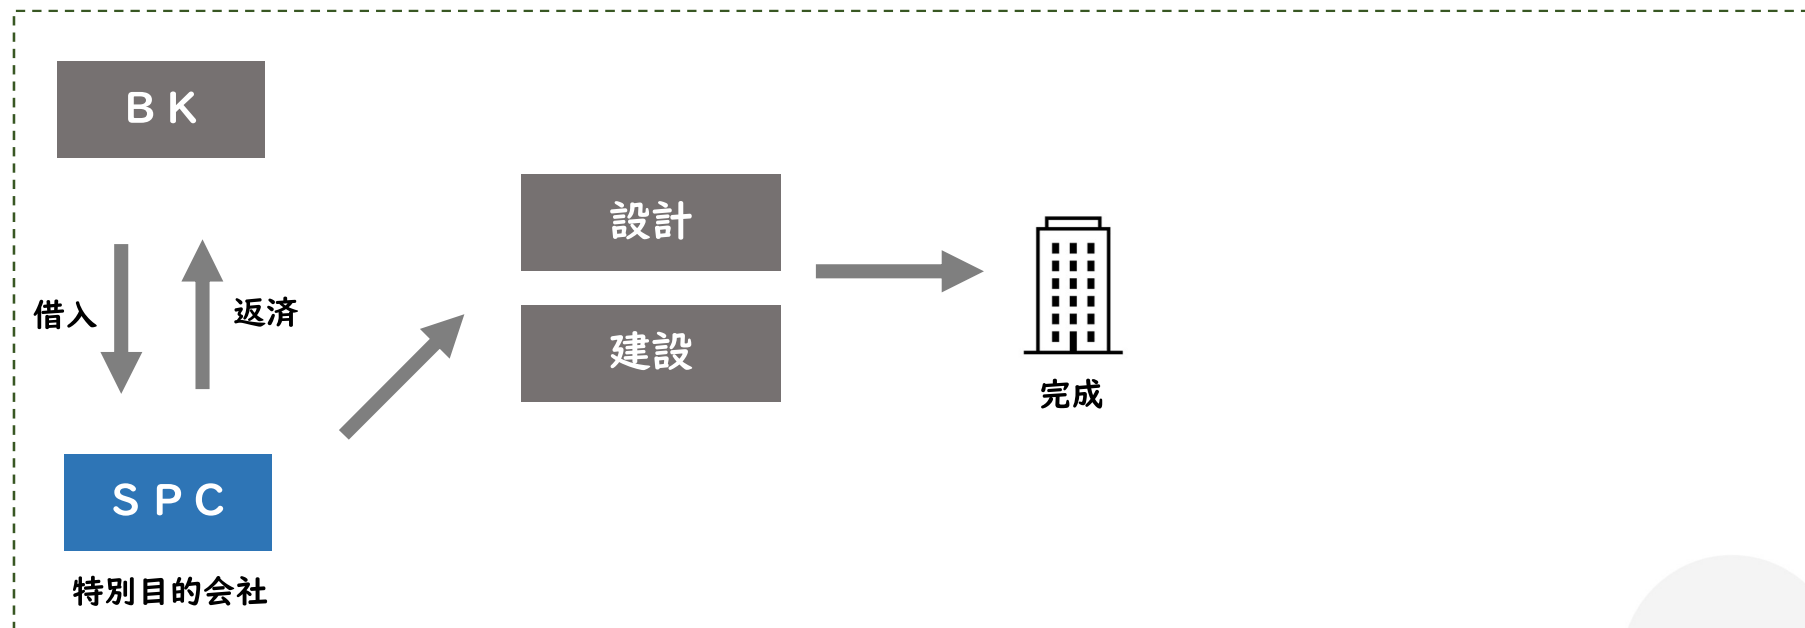 ＢＫ
借入
返済
ＳＰＣ
特別目的会社
設計
建設
完成